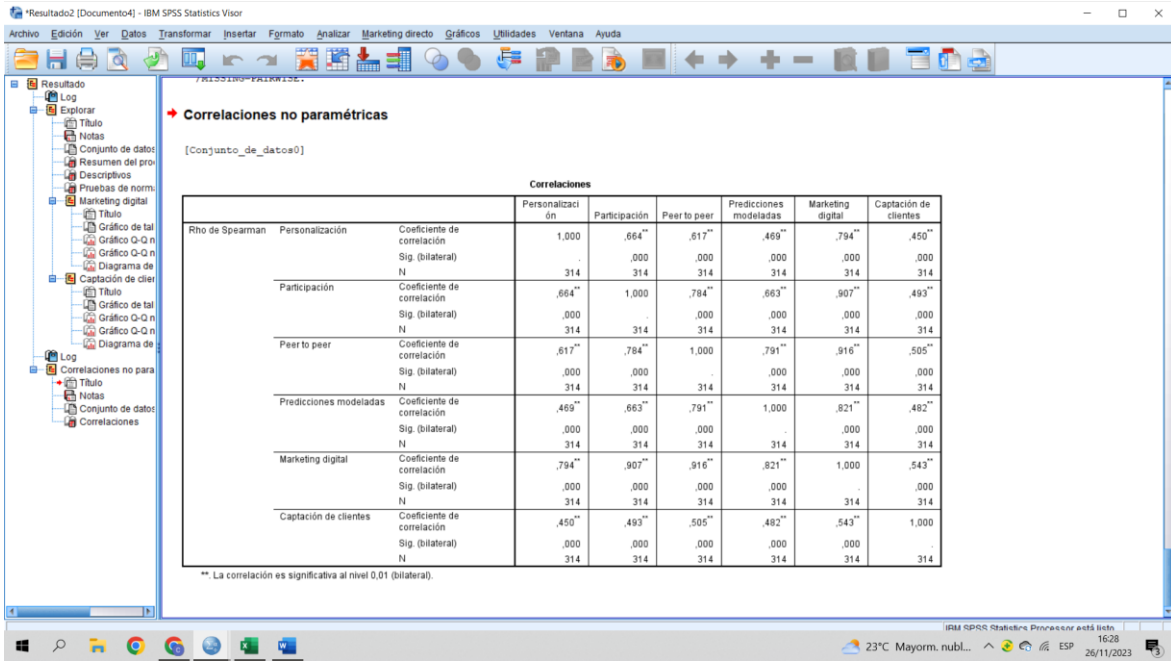 *Resultado2 [Documento4] - IBM SPSS Statistics Visor
Archivo Edición Ver Datos Transformar Insertar Formato Analizar Marketing directo Gráficos Utilidades Ventana Ayuda
Resultado
Log
Explorar
Título
Notas
Conjunto de datos
Resumen del pro
Descriptivos
Pruebas de norma
Marketing digital
Título
Gráfico de tal
Gráfico Q-Q n
Gráfico Q-Q n
Diagrama de
Captación de clier
Título
Gráfico de tal
Gráfico Q-Q n
Gráfico Q-Q n
Diagrama de
Log
Correlaciones no para
Título
Notas
Conjunto de datos
Correlaciones
/MISSING=PAIRWISE.
Correlaciones no paramétricas
[Conjunto_de_datos0]
Correlaciones
Personalizaci
ón Participación Peer to peer Predicciones
modeladas Marketing
digital Captación de
clientes
Rho de Spearman Personalización Coeficiente de
correlación 1,000 ,664** ,617** ,469** ,794** ,450**
Sig. (bilateral) . ,000 ,000 ,000 ,000 ,000
N 314 314 314 314 314 314
Participación Coeficiente de
correlación ,664** 1,000 ,784** ,663** ,907** ,493**
Sig. (bilateral) ,000 . ,000 ,000 ,000 ,000
N 314 314 314 314 314 314
Peer to peer Coeficiente de
correlación ,617** ,784** 1,000 ,791** ,916** ,505**
Sig. (bilateral) ,000 ,000 . ,000 ,000 ,000
N 314 314 314 314 314 314
Predicciones modeladas Coeficiente de
correlación ,469** ,663** ,791** 1,000 ,821** ,482**
Sig. (bilateral) ,000 ,000 ,000 . ,000 ,000
N 314 314 314 314 314 314
Marketing digital Coeficiente de
correlación ,794** ,907** ,916** ,821** 1,000 ,543**
Sig. (bilateral) ,000 ,000 ,000 ,000 . ,000
N 314 314 314 314 314 314
Captación de clientes Coeficiente de
correlación ,450** ,493** ,505** ,482** ,543** 1,000
Sig. (bilateral) ,000 ,000 ,000 ,000 ,000 .
N 314 314 314 314 314 314
**. La correlación es significativa al nivel 0,01 (bilateral).
IBM SPSS Statistics Processor está listo
23°C Mayorm. nubl... ESP 16:28
26/11/2023